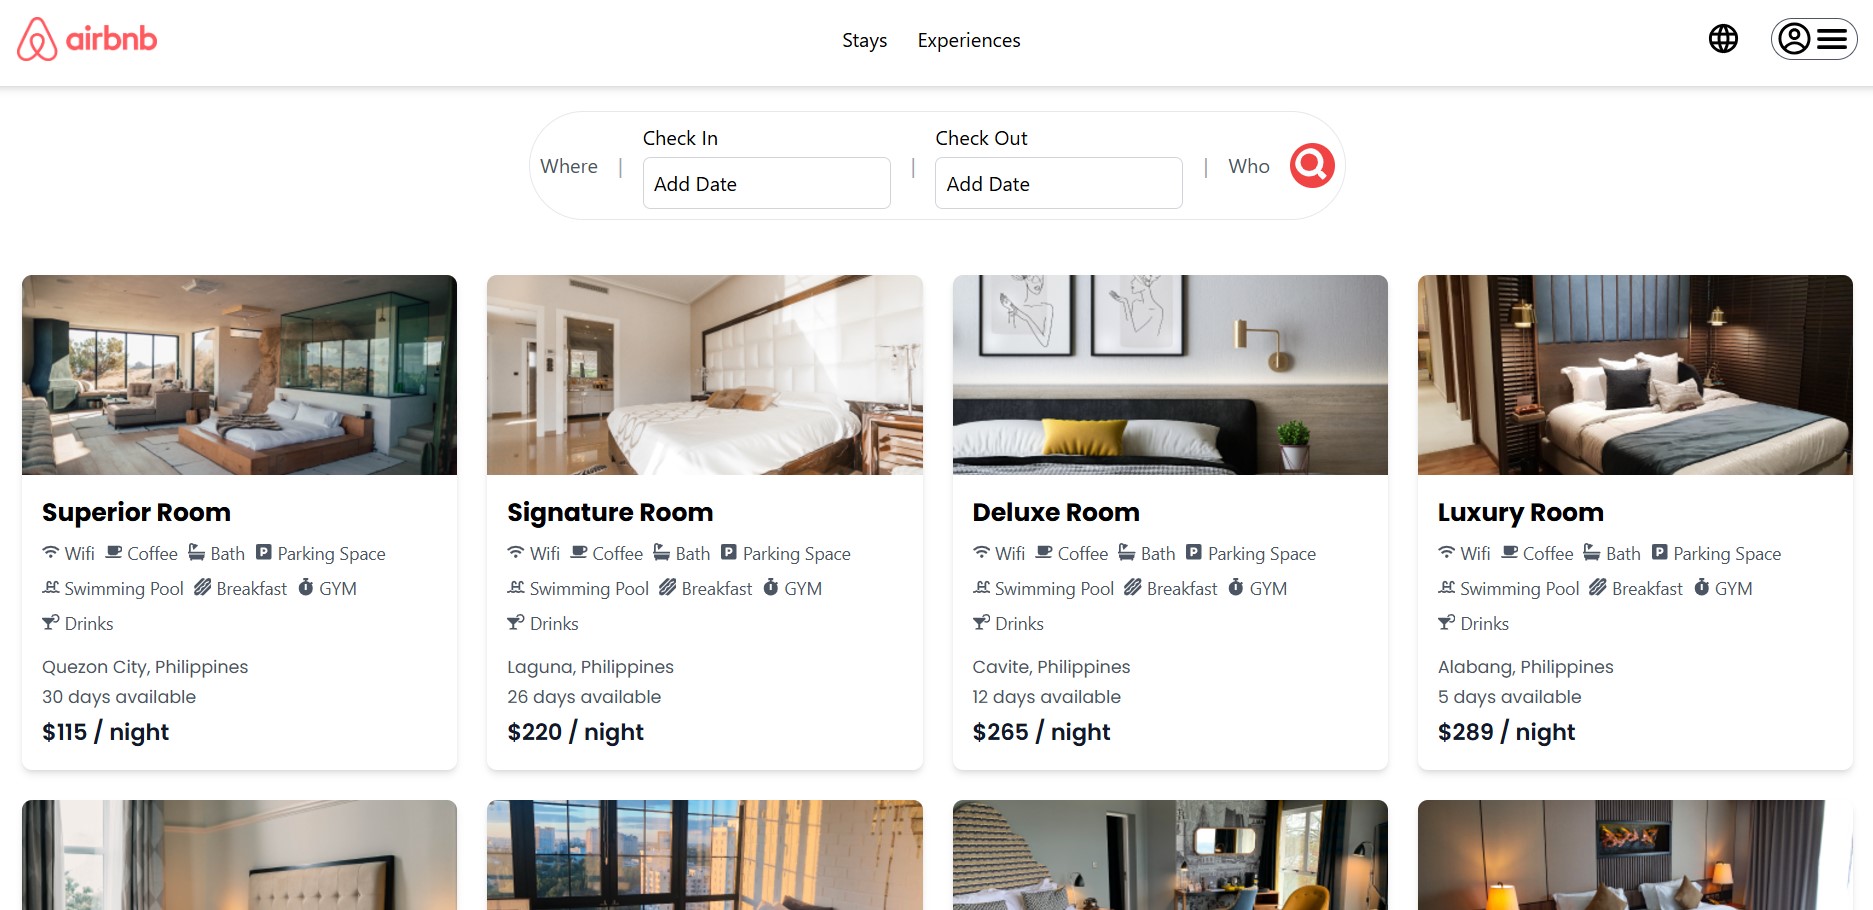 airbnb
Stays Experiences
Where | Check In | Check Out | Who
Add Date Add Date
Superior Room
Wifi Coffee Bath Parking Space
Swimming Pool Breakfast GYM
Drinks
Quezon City, Philippines
30 days available
$115 / night
Signature Room
Wifi Coffee Bath Parking Space
Swimming Pool Breakfast GYM
Drinks
Laguna, Philippines
26 days available
$220 / night
Deluxe Room
Wifi Coffee Bath Parking Space
Swimming Pool Breakfast GYM
Drinks
Cavite, Philippines
12 days available
$265 / night
Luxury Room
Wifi Coffee Bath Parking Space
Swimming Pool Breakfast GYM
Drinks
Alabang, Philippines
5 days available
$289 / night